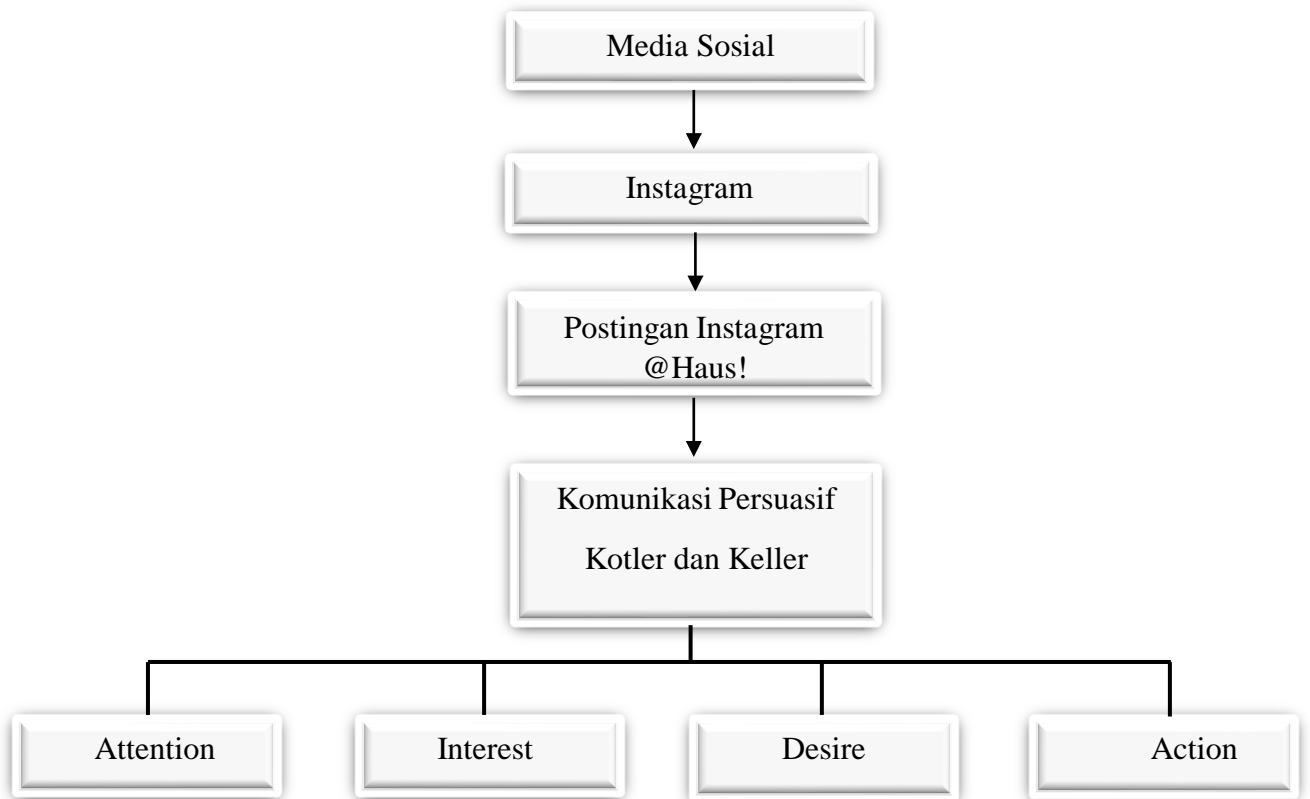 Media Sosial
Instagram
Postingan Instagram
@Haus!
Komunikasi Persuasif
Kotler dan Keller
Attention
Interest
Desire
Action